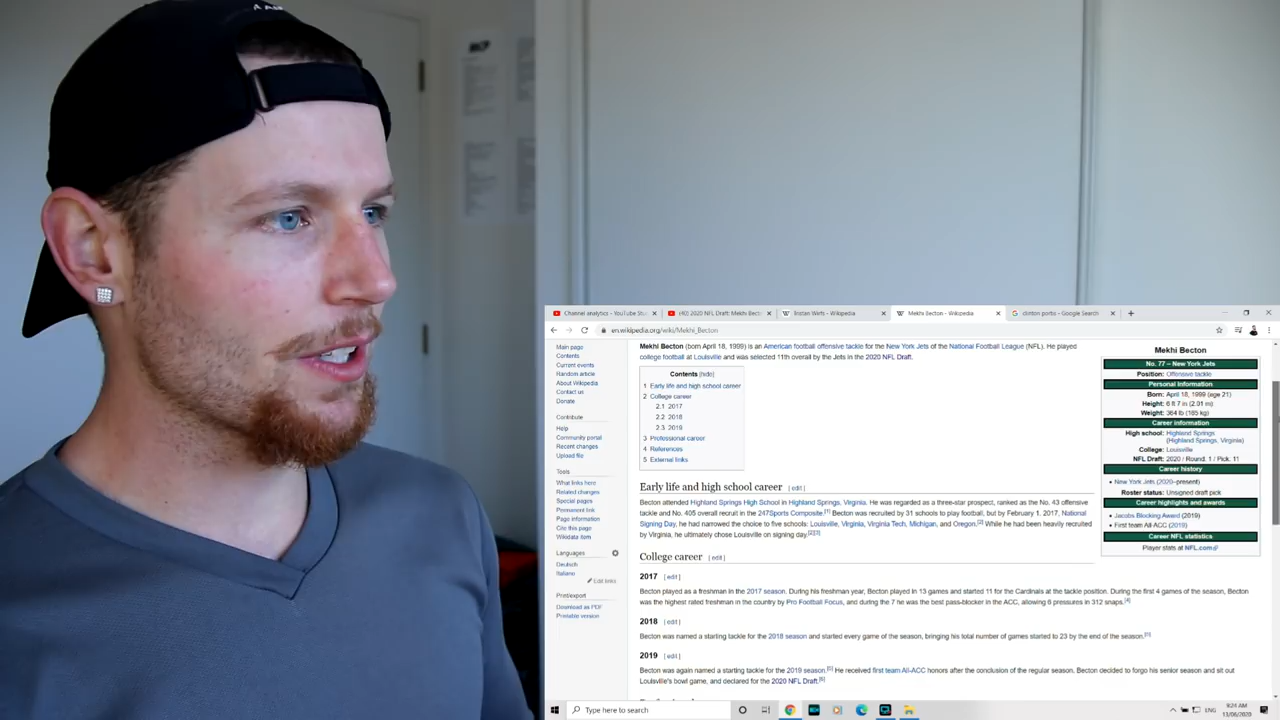 Channel analytics - YouTube Stu
(40) 2020 NFL Draft: Mekhi Bect
Tristan Wirfs - Wikipedia
Mekhi Becton - Wikipedia
clinton portis - Google Search
en.wikipedia.org/wiki/Mekhi_Becton
Main page
Contents
Current events
Random article
About Wikipedia
Contact us
Donate
Contribute
Help
Community portal
Recent changes
Upload file
Tools
What links here
Related changes
Special pages
Permanent link
Page information
Cite this page
Wikidata item
Languages
Deutsch
Italiano
Edit links
Print/export
Download as PDF
Printable version
Mekhi Becton (born April 18, 1999) is an American football offensive tackle for the New York Jets of the National Football League (NFL). He played
college football at Louisville and was selected 11th overall by the Jets in the 2020 NFL Draft.
Contents [hide]
1 Early life and high school career
2 College career
2.1 2017
2.2 2018
2.3 2019
3 Professional career
4 References
5 External links
Early life and high school career [ edit ]
Becton attended Highland Springs High School in Highland Springs, Virginia. He was regarded as a three-star prospect, ranked as the No. 43 offensive
tackle and No. 405 overall recruit in the 247Sports Composite.[1] Becton was recruited by 31 schools to play football, but by February 1, 2017, National
Signing Day, he had narrowed the choice to five schools: Louisville, Virginia, Virginia Tech, Michigan, and Oregon.[2] While he had been heavily recruited
by Virginia, he ultimately chose Louisville on signing day.[2][3]
College career [ edit ]
2017 [ edit ]
Becton played as a freshman in the 2017 season. During his freshman year, Becton played in 13 games and started 11 for the Cardinals at the tackle position. During the first 4 games of the season, Becton
was the highest rated freshman in the country by Pro Football Focus, and during the 7 he was the best pass-blocker in the ACC, allowing 6 pressures in 312 snaps.[4]
2018 [ edit ]
Becton was named a starting tackle for the 2018 season and started every game of the season, bringing his total number of games started to 23 by the end of the season.
2019 [ edit ]
Becton was again named a starting tackle for the 2019 season.[5] He received first team All-ACC honors after the conclusion of the regular season. Becton decided to forgo his senior season and sit out
Louisville's bowl game, and declared for the 2020 NFL Draft.[6]
Mekhi Becton
No. 77 – New York Jets
Position: Offensive tackle
Personal information
Born: April 18, 1999 (age 21)
Height: 6 ft 7 in (2.01 m)
Weight: 364 lb (165 kg)
Career information
High school: Highland Springs
(Highland Springs, Virginia)
College: Louisville
NFL Draft: 2020 / Round: 1 / Pick: 11
Career history
New York Jets (2020–present)
Roster status: Unsigned draft pick
Career highlights and awards
Jacobs Blocking Award (2019)
First team All-ACC (2019)
Career NFL statistics
Player stats at NFL.com
Type here to search
ENG
9:24 AM
13/06/2020